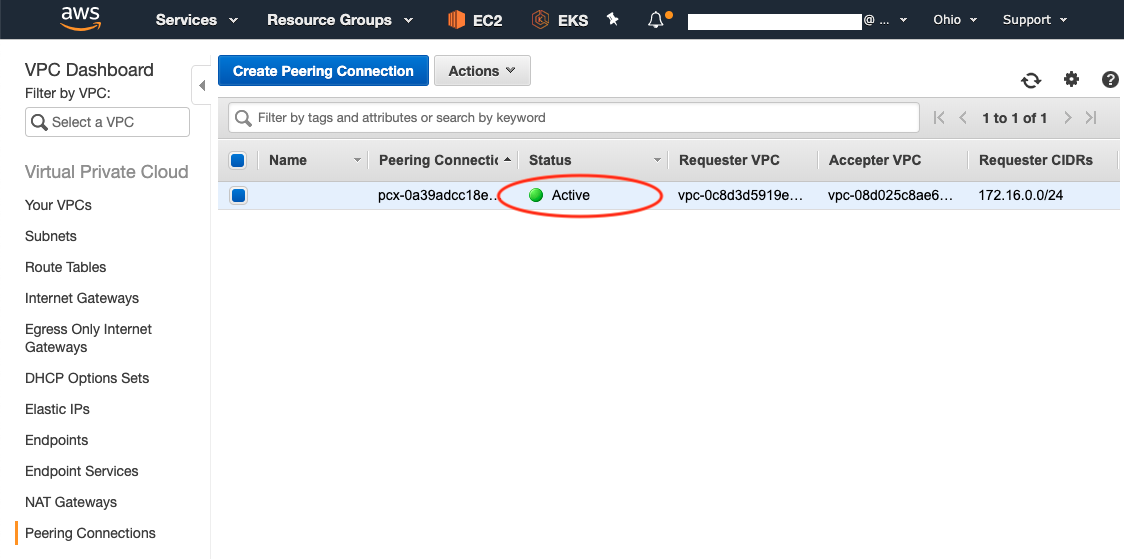 aws Services Resource Groups EC2 EKS @ ... Ohio Support
VPC Dashboard
Filter by VPC:
Select a VPC
Virtual Private Cloud
Your VPCs
Subnets
Route Tables
Internet Gateways
Egress Only Internet
Gateways
DHCP Options Sets
Elastic IPs
Endpoints
Endpoint Services
NAT Gateways
Peering Connections
Create Peering Connection Actions
Filter by tags and attributes or search by keyword 1 to 1 of 1
Name Peering Connectic Status Requester VPC Accepter VPC Requester CIDRs
pcx-0a39adcc18e... Active vpc-0c8d3d5919e... vpc-08d025c8ae6... 172.16.0.0/24